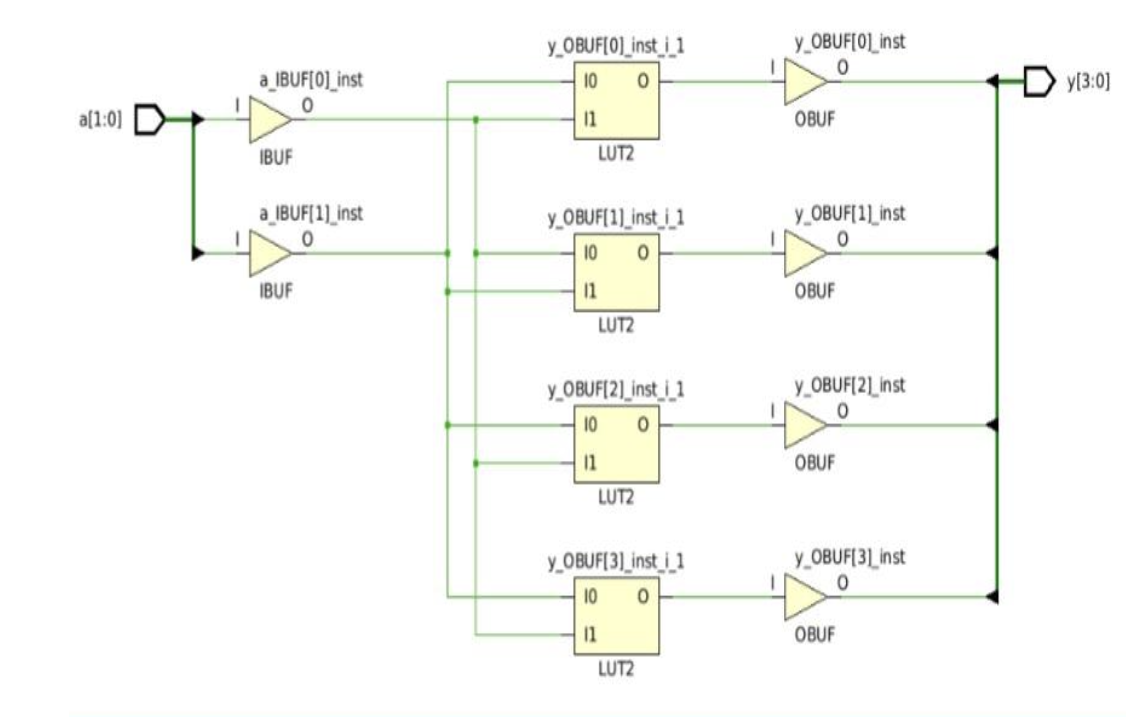 a[1:0]
a_IBUF[0]_inst
I
O
IBUF
a_IBUF[1]_inst
I
O
IBUF
y_OBUF[0]_inst_i_1
I0
O
I1
LUT2
y_OBUF[0]_inst
I
O
OBUF
y[3:0]
y_OBUF[1]_inst_i_1
I0
O
I1
LUT2
y_OBUF[1]_inst
I
O
OBUF
y_OBUF[2]_inst_i_1
I0
O
I1
LUT2
y_OBUF[2]_inst
I
O
OBUF
y_OBUF[3]_inst_i_1
I0
O
I1
LUT2
y_OBUF[3]_inst
I
O
OBUF